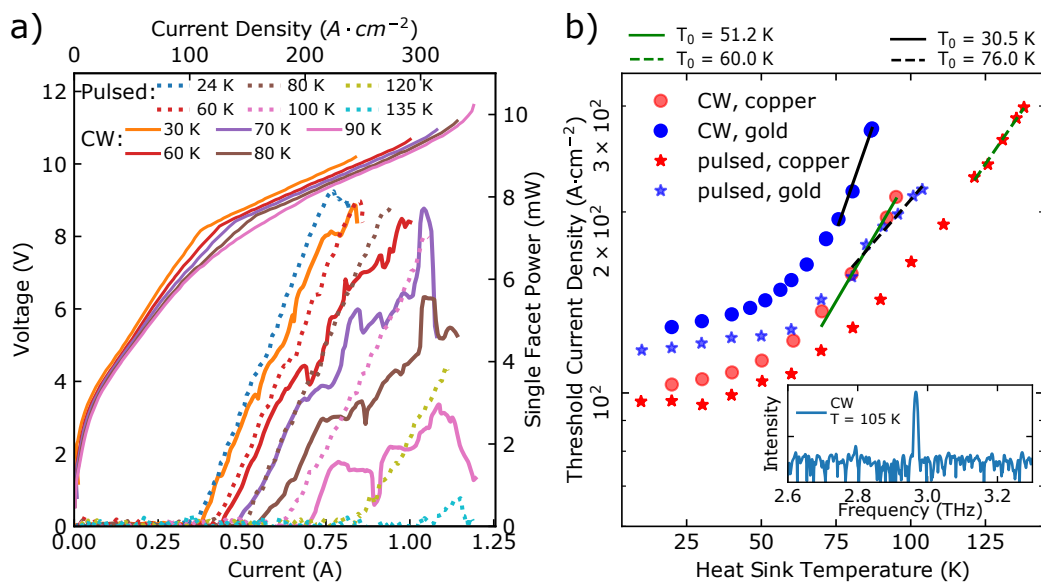 a)
Current Density (A · cm⁻²)
0 100 200 300
Pulsed:
24 K
60 K
80 K
100 K
120 K
135 K
CW:
30 K
60 K
70 K
80 K
90 K
Voltage (V)
12
10
8
6
4
2
0
Single Facet Power (mW)
10
8
6
4
2
0
0.00 0.25 0.50 0.75 1.00 1.25
Current (A)
b)
T₀ = 51.2 K
T₀ = 60.0 K
T₀ = 30.5 K
T₀ = 76.0 K
CW, copper
CW, gold
pulsed, copper
pulsed, gold
Threshold Current Density (A·cm⁻²)
3 × 10²
2 × 10²
10²
25 50 75 100 125
Heat Sink Temperature (K)
CW
T = 105 K
Intensity
2.6 2.8 3.0 3.2
Frequency (THz)